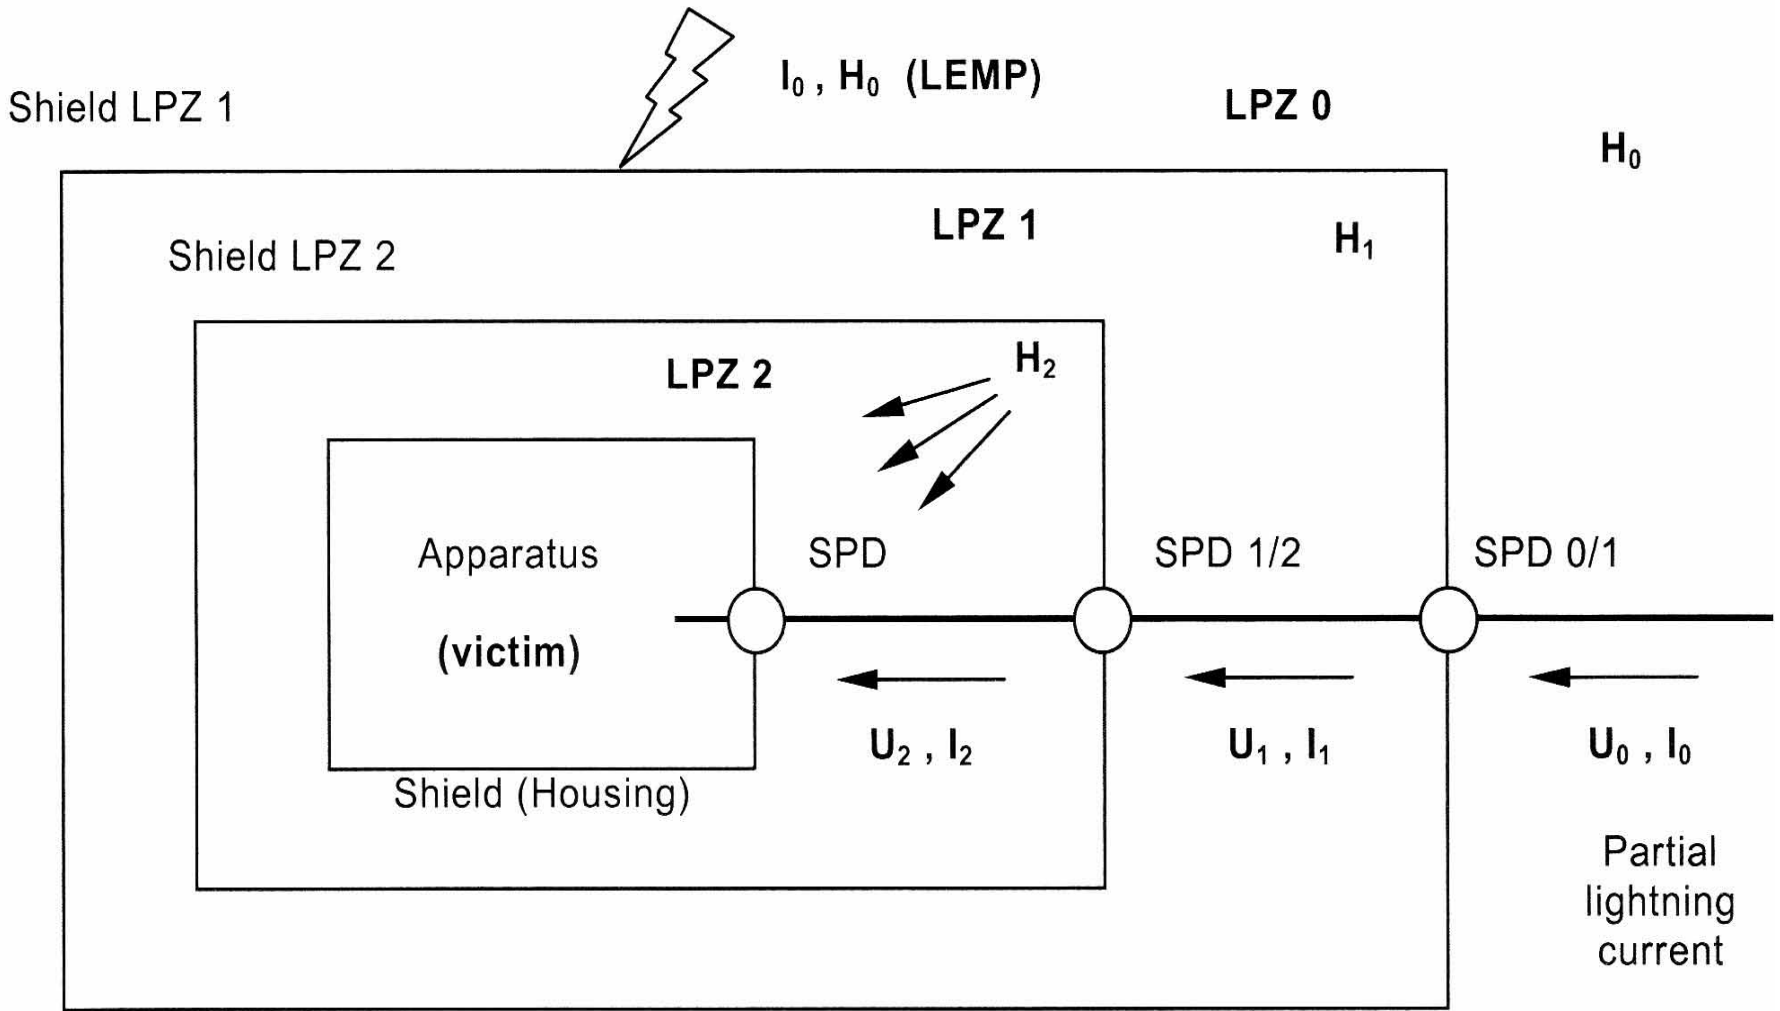 I₀ , H₀ (LEMP)
Shield LPZ 1
LPZ 0
H₀
LPZ 1
H₁
Shield LPZ 2
LPZ 2
H₂
Apparatus
(victim)
SPD
SPD 1/2
SPD 0/1
U₂ , I₂
U₁ , I₁
U₀ , I₀
Shield (Housing)
Partial
lightning
current